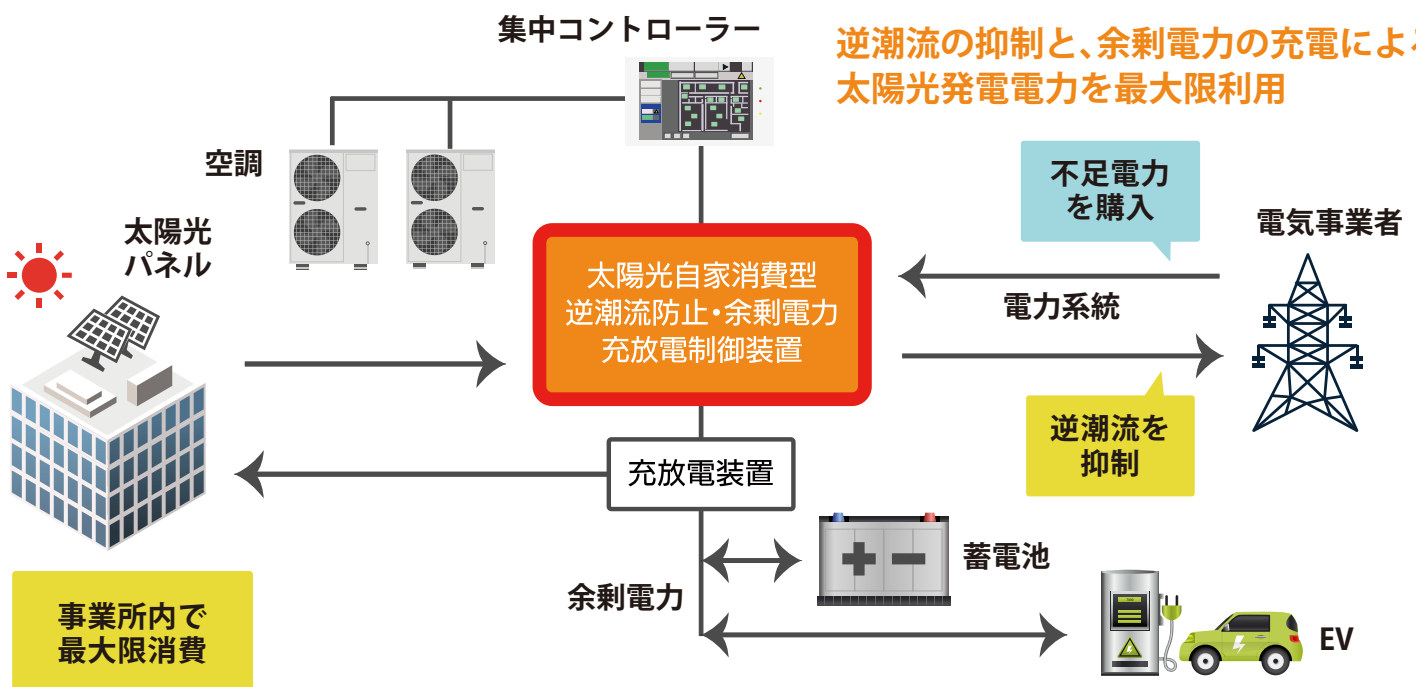 集中コントローラー
逆潮流の抑制と、余剰電力の充電による
太陽光発電電力を最大限利用
空調
不足電力
を購入
太陽光
パネル
電気事業者
太陽光自家消費型
逆潮流防止・余剰電力
充放電制御装置
電力系統
逆潮流を
抑制
充放電装置
蓄電池
余剰電力
事業所内で
最大限消費
EV